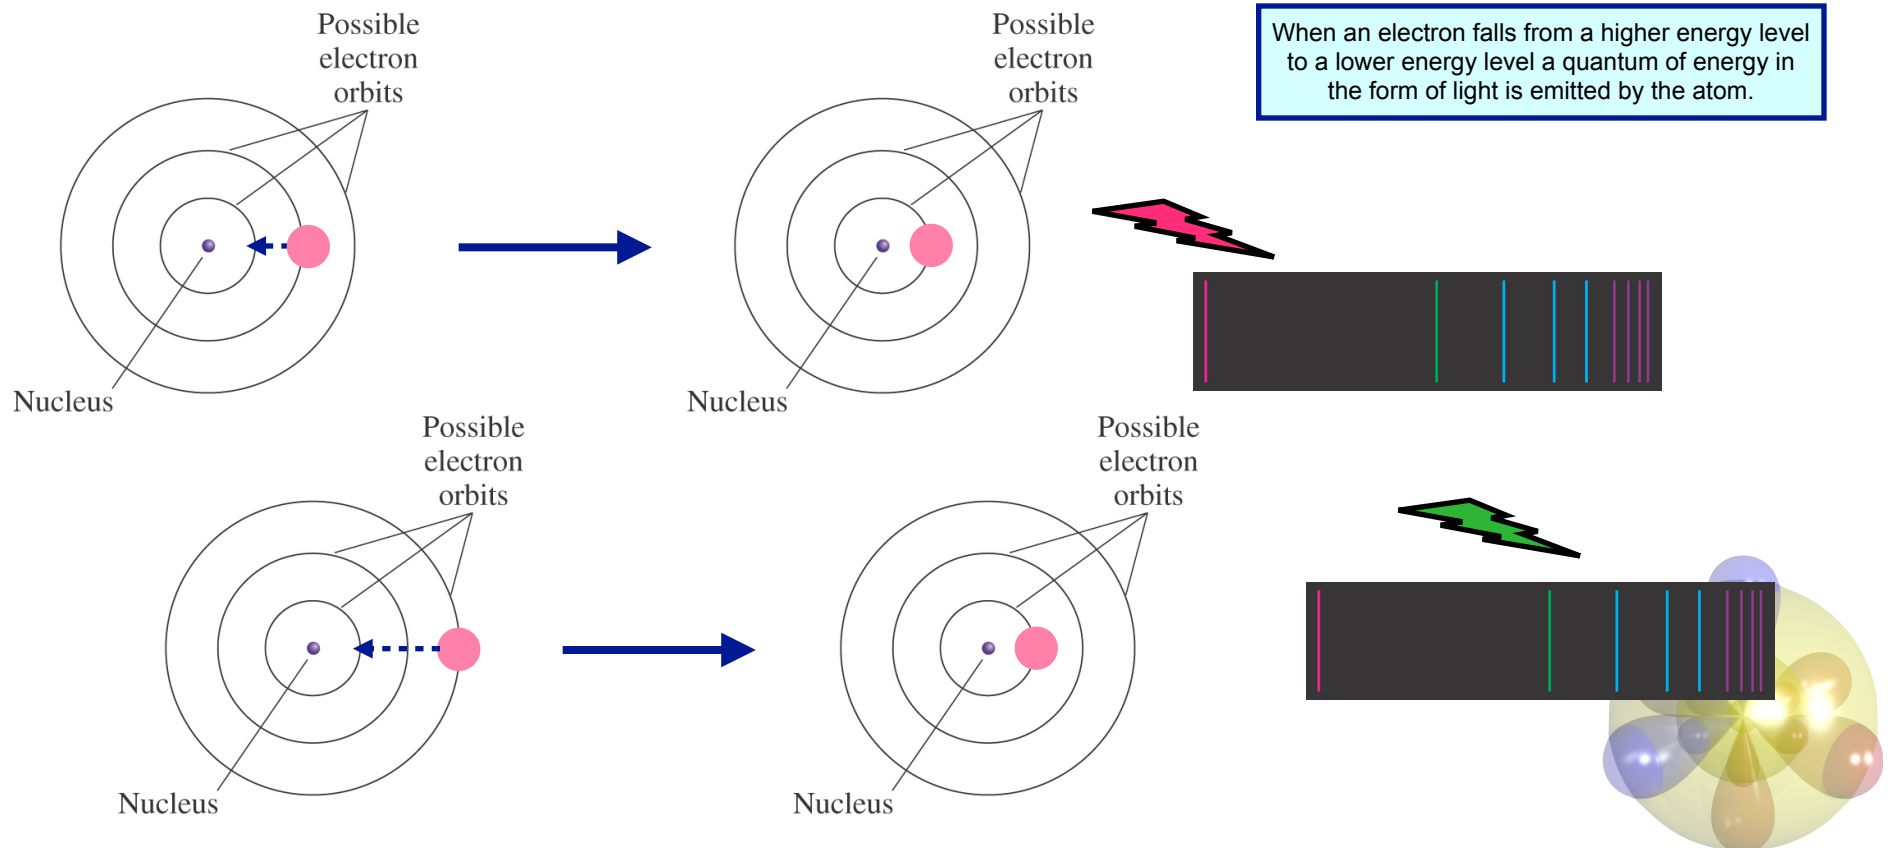 Possible
electron
orbits
Nucleus
Possible
electron
orbits
Nucleus
When an electron falls from a higher energy level
to a lower energy level a quantum of energy in
the form of light is emitted by the atom.
Possible
electron
orbits
Nucleus
Possible
electron
orbits
Nucleus